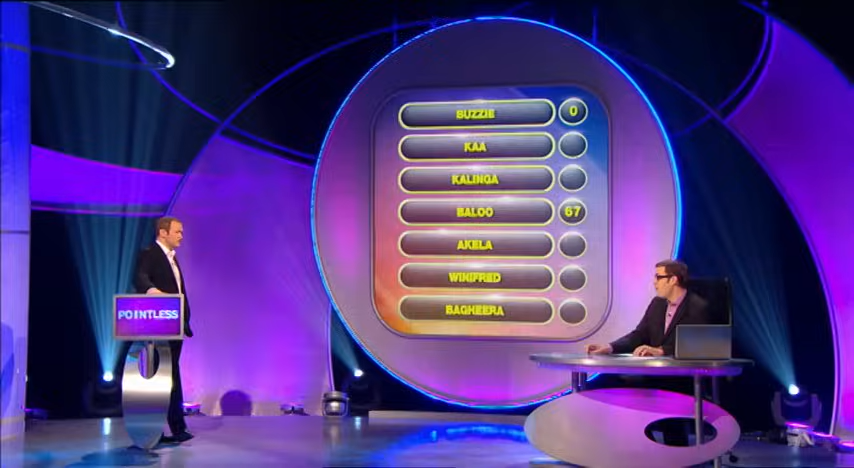 BUZZIE 0
KAA
KALINGA
BALOO 67
AKELA
WINIFRED
BAGHEERA
POINTLESS